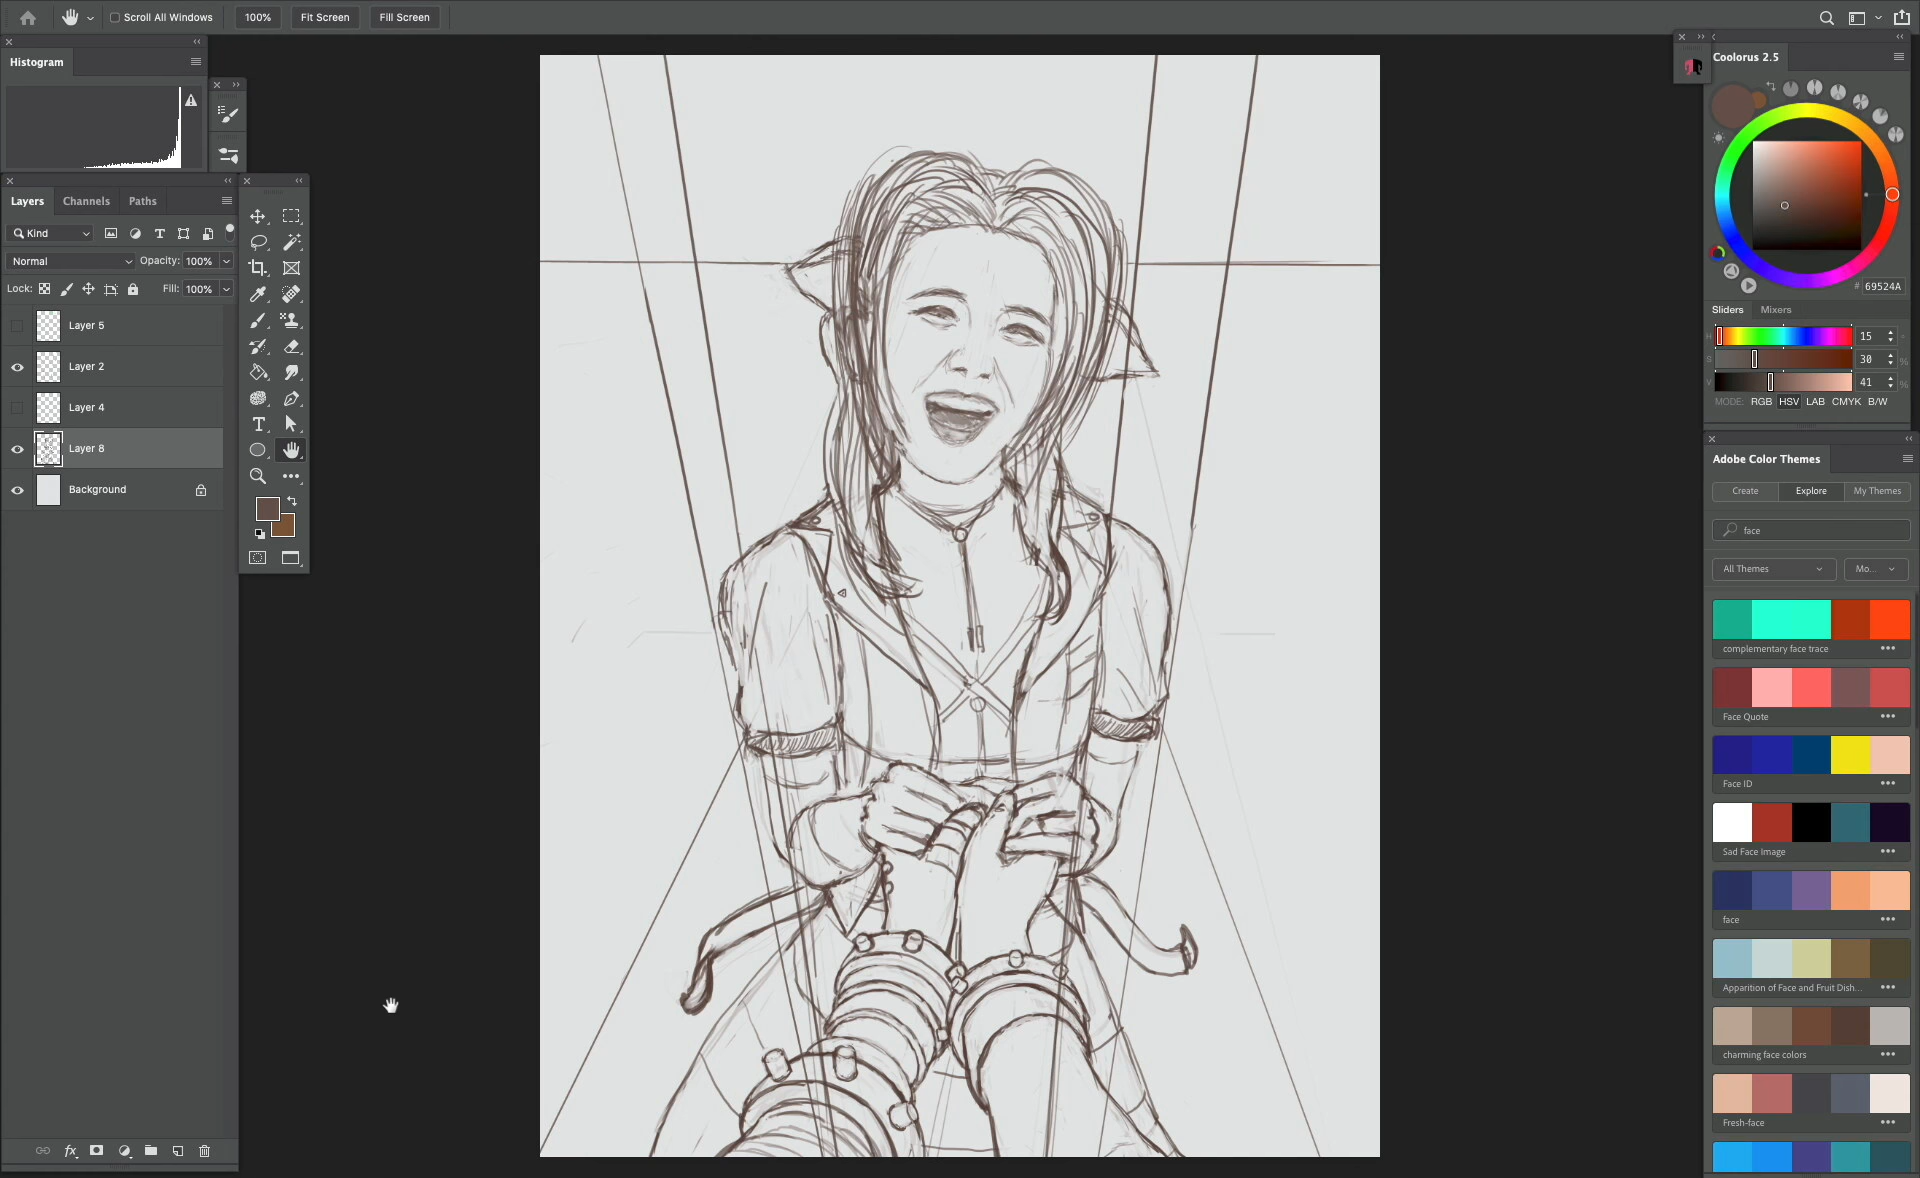 Scroll All Windows 100% Fit Screen Fill Screen
Histogram
Layers Channels Paths
Kind
Normal Opacity: 100%
Lock: Fill: 100%
Layer 5
Layer 2
Layer 4
Layer 8
Background
fx
T
T
Coolorus 2.5
# 69524A
Sliders Mixers
H 15 °
S 30 %
V 41 %
MODE: RGB HSV LAB CMYK B/W
Adobe Color Themes
Create Explore My Themes
face
All Themes Mo...
complementary face trace
Face Quote
Face ID
Sad Face Image
face
Apparition of Face and Fruit Dish...
charming face colors
Fresh-face